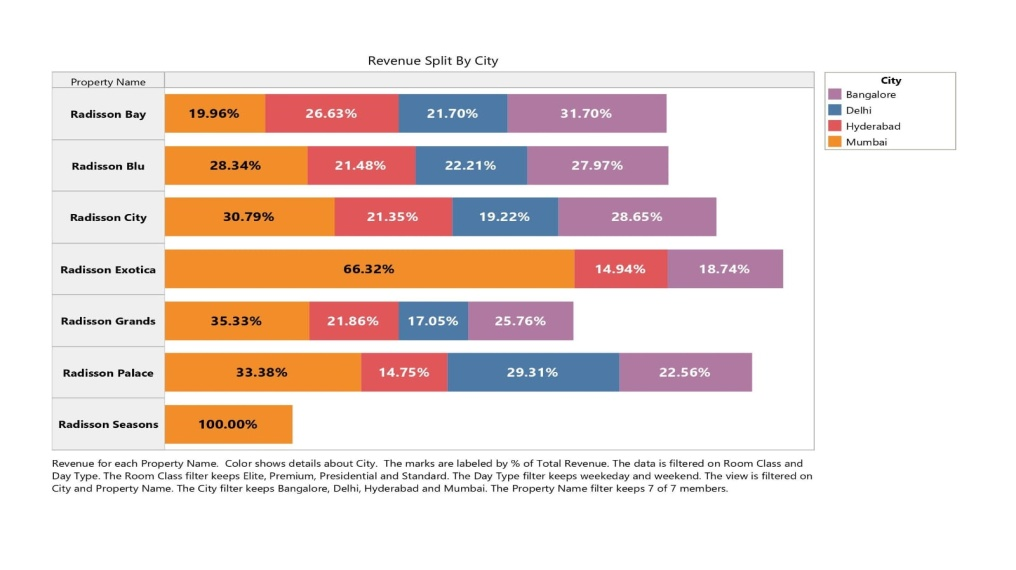 Revenue Split By City
Property Name
Radisson Bay 19.96% 26.63% 21.70% 31.70%
Radisson Blu 28.34% 21.48% 22.21% 27.97%
Radisson City 30.79% 21.35% 19.22% 28.65%
Radisson Exotica 66.32% 14.94% 18.74%
Radisson Grands 35.33% 21.86% 17.05% 25.76%
Radisson Palace 33.38% 14.75% 29.31% 22.56%
Radisson Seasons 100.00%
City
Bangalore
Delhi
Hyderabad
Mumbai
Revenue for each Property Name. Color shows details about City. The marks are labeled by % of Total Revenue. The data is filtered on Room Class and
Day Type. The Room Class filter keeps Elite, Premium, Presidential and Standard. The Day Type filter keeps weekeday and weekend. The view is filtered on
City and Property Name. The City filter keeps Bangalore, Delhi, Hyderabad and Mumbai. The Property Name filter keeps 7 of 7 members.